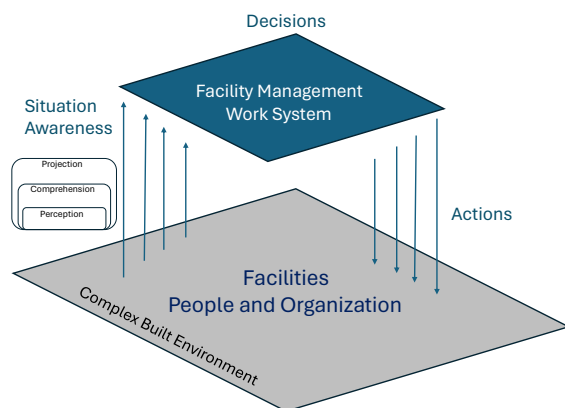 Decisions
Facility Management
Work System
Situation
Awareness
Projection
Comprehension
Perception
Actions
Facilities
People and Organization
Complex Built Environment